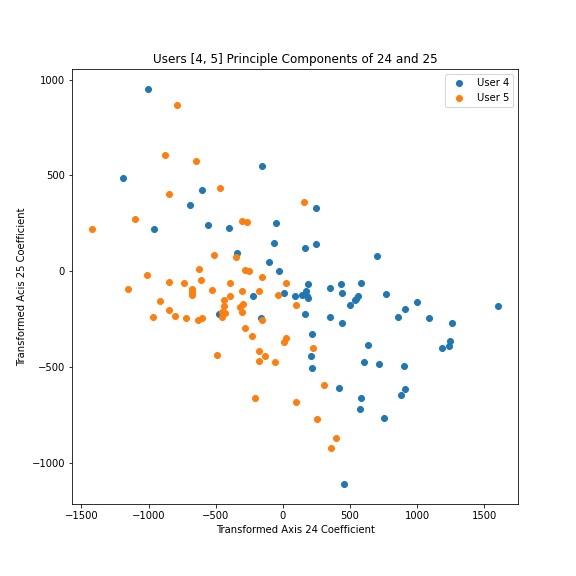 Users [4, 5] Principle Components of 24 and 25
User 4
User 5
Transformed Acis 25 Coefficient
1000
500
0
−500
−1000
−1500
−1000
−500
0
500
1000
1500
Transformed Axis 24 Coefficient